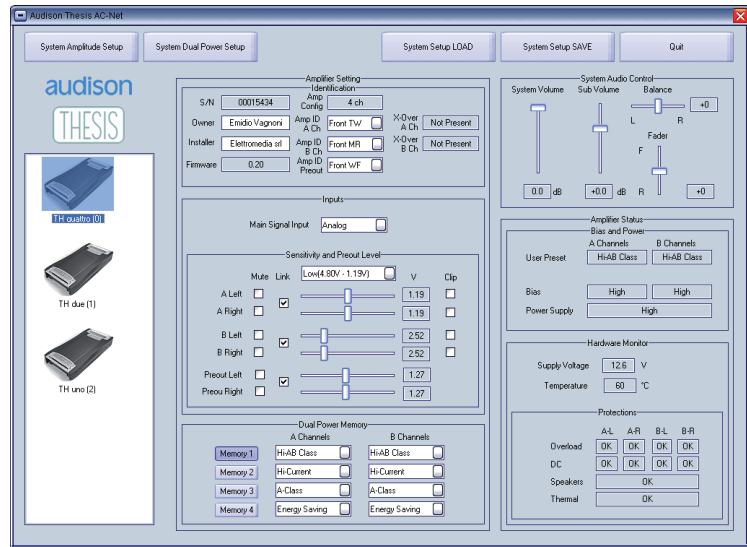 Audison Thesis AC-Net
System Amplitude Setup
System Dual Power Setup
System Setup LOAD
System Setup SAVE
Quit
audison
THESIS
TH quattro (0)
TH due (1)
TH uno (2)
Amplifier Setting
Identification
S/N 00015434 Amp Config 4 ch
Owner Emidio Vagnoni Amp ID A Ch Front TW X-Over A Ch Not Present
Installer Elettromedia srl Amp ID B Ch Front MR X-Over B Ch Not Present
Firmware 0.20 Amp ID Preout Front WF
Inputs
Main Signal Input Analog
Sensitivity and Preout Level
Mute Link Low(4.80V - 1.19V) V Clip
A Left 1.19
A Right 1.19
B Left 2.52
B Right 2.52
Preout Left 1.27
Preou Right 1.27
Dual Power Memory
A Channels B Channels
Memory 1 Hi-AB Class Hi-AB Class
Memory 2 Hi-Current Hi-Current
Memory 3 A-Class A-Class
Memory 4 Energy Saving Energy Saving
System Audio Control
System Volume Sub Volume Balance
+0
L R
Fader
F
0.0 dB +0.0 dB R +0
Amplifier Status
Bias and Power
A Channels B Channels
User Preset Hi-AB Class Hi-AB Class
Bias High High
Power Supply High
Hardware Monitor
Supply Voltage 12.6 V
Temperature 60 °C
Protections
A-L A-R B-L B-R
Overload OK OK OK OK
DC OK OK OK OK
Speakers OK
Thermal OK